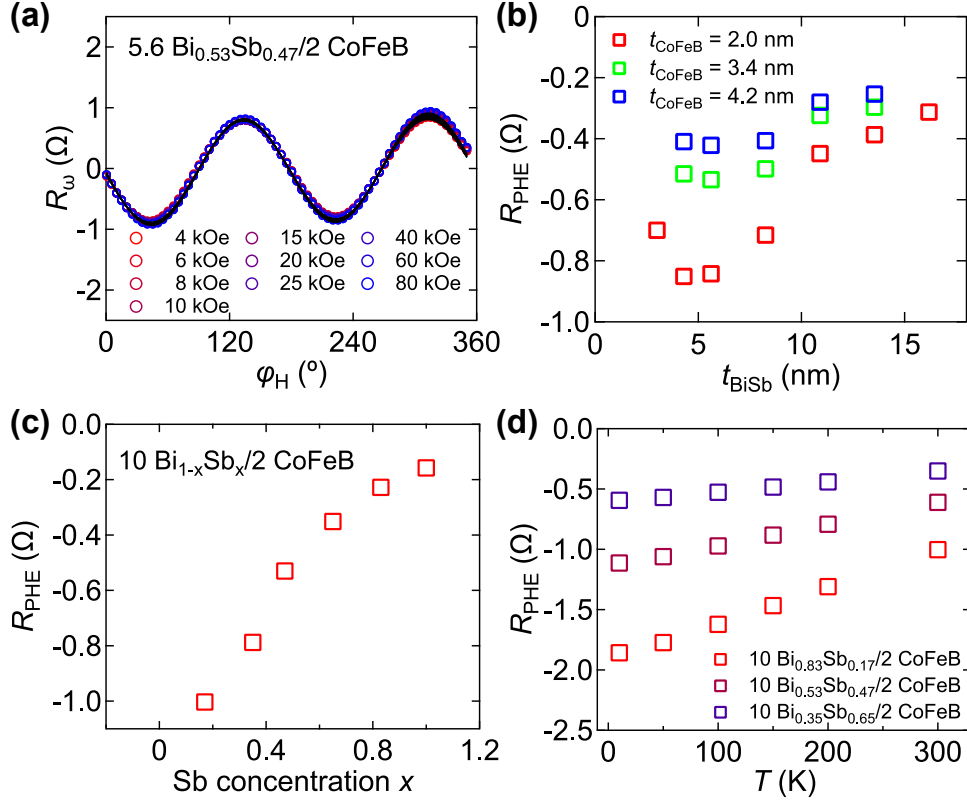 (a)
5.6 Bi0.53Sb0.47/2 CoFeB
2
1
0
-1
-2
Rω (Ω)
4 kOe 15 kOe 40 kOe
6 kOe 20 kOe 60 kOe
8 kOe 25 kOe 80 kOe
10 kOe
0 120 240 360
φH (º)
(b)
0
-0.2
-0.4
-0.6
-0.8
-1.0
RPHE (Ω)
tCoFeB = 2.0 nm
tCoFeB = 3.4 nm
tCoFeB = 4.2 nm
0 5 10 15
tBiSb (nm)
(c)
10 Bi1-xSbx/2 CoFeB
0.0
-0.2
-0.4
-0.6
-0.8
-1.0
RPHE (Ω)
0 0.4 0.8 1.2
Sb concentration x
(d)
0.0
-0.5
-1.0
-1.5
-2.0
-2.5
RPHE (Ω)
10 Bi0.83Sb0.17/2 CoFeB
10 Bi0.53Sb0.47/2 CoFeB
10 Bi0.35Sb0.65/2 CoFeB
0 100 200 300
T (K)